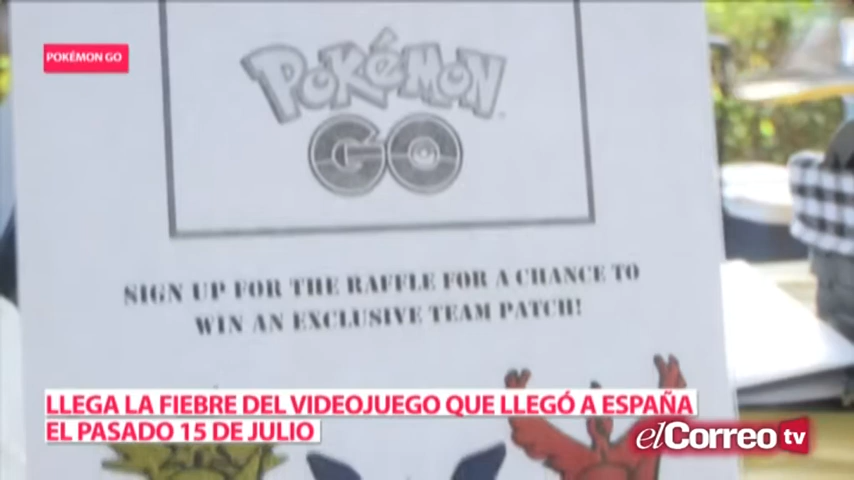 POKÉMON GO
POKÉMON
GO
SIGN UP FOR THE RAFFLE FOR A CHANCE TO
WIN AN EXCLUSIVE TEAM PATCH!
LLEGA LA FIEBRE DEL VIDEOJUEGO QUE LLEGÓ A ESPAÑA
EL PASADO 15 DE JULIO
elCorreo tv